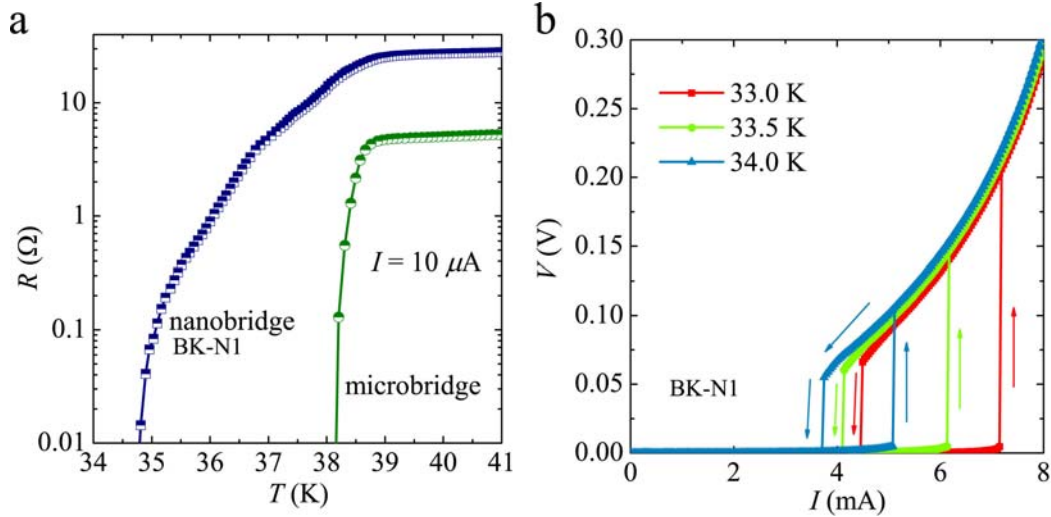 a
R (Ω)
10
1
0.1
0.01
34 35 36 37 38 39 40 41
T (K)
nanobridge
BK-N1
microbridge
I = 10 μA
b
V (V)
0.30
0.25
0.20
0.15
0.10
0.05
0.00
0 2 4 6 8
I (mA)
33.0 K
33.5 K
34.0 K
BK-N1